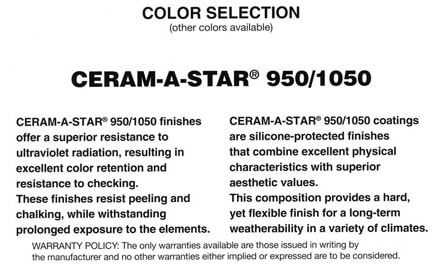 COLOR SELECTION
(other colors available)
CERAM-A-STAR® 950/1050
CERAM-A-STAR® 950/1050 finishes
offer a superior resistance to
ultraviolet radiation, resulting in
excellent color retention and
resistance to checking.
These finishes resist peeling and
chalking, while withstanding
prolonged exposure to the elements.
CERAM-A-STAR® 950/1050 coatings
are silicone-protected finishes
that combine excellent physical
characteristics with superior
aesthetic values.
This composition provides a hard,
yet flexible finish for a long-term
weatherability in a variety of climates.
WARRANTY POLICY: The only warranties available are those issued in writing by
the manufacturer and no other warranties either implied or expressed are to be considered.